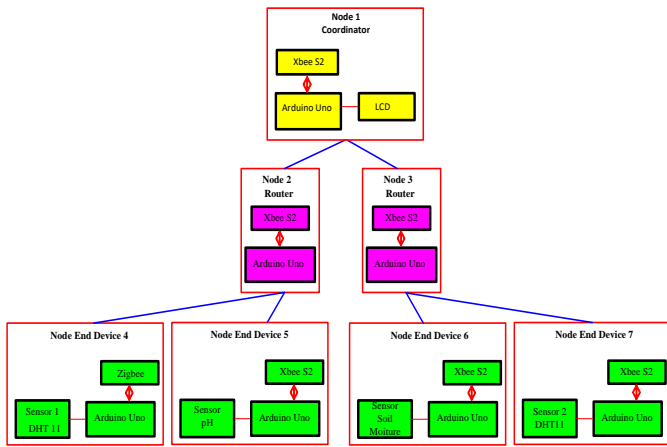 Node 1
Coordinator
Xbee S2
Arduino Uno
LCD
Node 2
Router
Xbee S2
Arduino Uno
Node 3
Router
Xbee S2
Arduino Uno
Node End Device 4
Zigbee
Sensor 1
DHT 11
Arduino Uno
Node End Device 5
Xbee S2
Sensor
pH
Arduino Uno
Node End Device 6
Xbee S2
Sensor
Soil
Moiture
Arduino Uno
Node End Device 7
Xbee S2
Sensor 2
DHT11
Arduino Uno